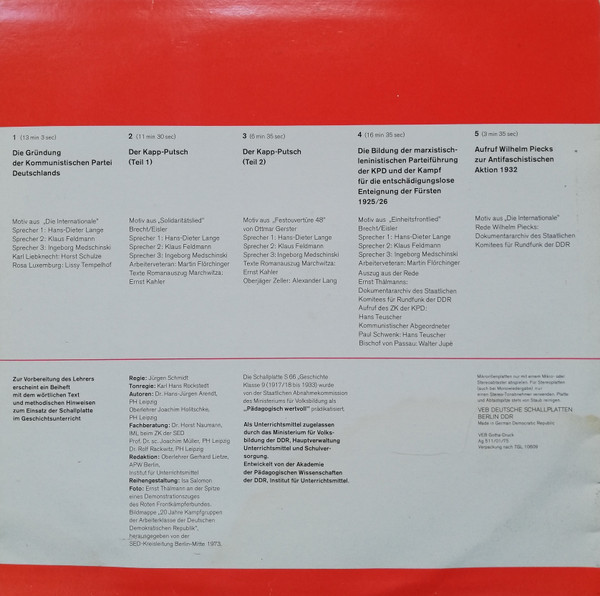 1 (13 min 3 sec)
Die Gründung
der Kommunistischen Partei
Deutschlands
Motiv aus „Die Internationale"
Sprecher 1: Hans-Dieter Lange
Sprecher 2: Klaus Feldmann
Sprecher 3: Ingeborg Medschinski
Karl Liebknecht: Horst Schulze
Rosa Luxemburg: Lissy Tempelhof
2 (11 min 30 sec)
Der Kapp-Putsch
(Teil 1)
Motiv aus „Solidaritätslied"
Brecht/Eisler
Sprecher 1: Hans-Dieter Lange
Sprecher 2: Klaus Feldmann
Sprecher 3: Ingeborg Medschinski
Arbeiterveteran: Martin Flörchinger
Texte Romanauszug Marchwitza:
Ernst Kahler
3 (8 min 35 sec)
Der Kapp-Putsch
(Teil 2)
Motiv aus „Festouvertüre 48"
von Ottmar Gerster
Sprecher 1: Hans-Dieter Lange
Sprecher 2: Klaus Feldmann
Sprecher 3: Ingeborg Medschinski
Texte Romanauszug Marchwitza:
Ernst Kahler
Oberjäger Zeller: Alexander Lang
4 (16 min 35 sec)
Die Bildung der marxistisch-
leninistischen Parteiführung
der KPD und der Kampf
für die entschädigungslose
Enteignung der Fürsten
1925/26
Motiv aus „Einheitsfrontlied"
Brecht/Eisler
Sprecher 1: Hans-Dieter Lange
Sprecher 2: Klaus Feldmann
Sprecher 3: Ingeborg Medschinski
Arbeiterveteran: Martin Flörchinger
Auszug aus der Rede
Ernst Thälmanns:
Dokumentararchiv des Staatlichen
Komitees für Rundfunk der DDR
Aufruf des ZK der KPD:
Hans Teuscher
Kommunistischer Abgeordneter
Paul Schwenk: Hans Teuscher
Bischof von Passau: Walter Jupé
5 (3 min 35 sec)
Aufruf Wilhelm Piecks
zur Antifaschistischen
Aktion 1932
Motiv aus „Die Internationale"
Rede Wilhelm Piecks:
Dokumentararchiv des Staatlichen
Komitees für Rundfunk der DDR
Zur Vorbereitung des Lehrers
erscheint ein Beiheft
mit dem wörtlichen Text
und methodischen Hinweisen
zum Einsatz der Schallplatte
im Geschichtsunterricht
Regie: Jürgen Schmidt
Tonregie: Karl Hans Rockstedt
Autoren: Dr. Hans-Jürgen Arendt,
PH Leipzig
Oberlehrer Joachim Hollitschke,
PH Leipzig
Fachberatung: Dr. Horst Naumann,
IML beim ZK der SED
Prof. Dr. sc. Joachim Müller, PH Leipzig
Dr. Rolf Rackwitz; PH Leipzig
Redaktion: Oberlehrer Gerhard Linton,
APW Berlin,
Institut für Unterrichtsmittel
Reihengestaltung: Isa Salomon
Foto: Ernst Thälmann an der Spitze
eines Demonstrationszuges
des Roten Frontkämpferbundes.
Bildmappe „20 Jahre Kampfgruppen
der Arbeiterklasse der Deutschen
Demokratischen Republik",
herausgegeben von der
SED-Kreisleitung Berlin-Mitte 1973.
Die Schallplatte S 66 „Geschichte
Klasse 9 (1917/18 bis 1933) wurde
von der Staatlichen Abnahmekommission
des Ministeriums für Volksbildung als
„Pädagogisch wertvoll" prädikatisiert.
Als Unterrichtsmittel zugelassen
durch das Ministerium für Volks-
bildung der DDR, Hauptverwaltung
Unterrichtsmittel und Schulver-
sorgung.
Entwickelt von der Akademie
der Pädagogischen Wissenschaften
der DDR, Institut für Unterrichtsmittel.
VEB DEUTSCHE SCHALLPLATTEN
BERLIN DDR
Made in German Democratic Republic
VEB Gotha-Druck
Verpackung nach TGL 10609